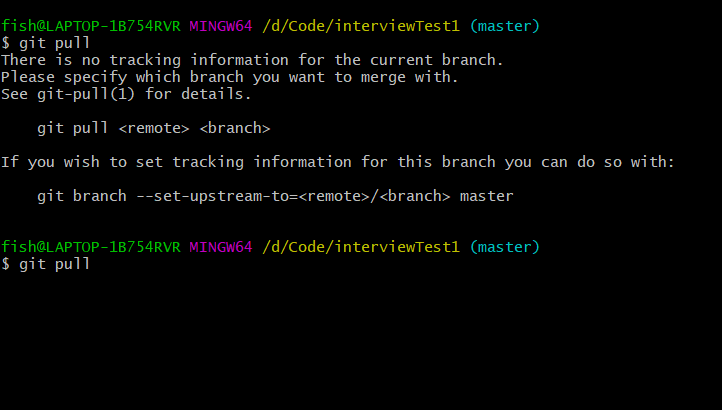 fish@LAPTOP-1B754RVR MINGW64 /d/Code/interviewTest1 (master)
$ git pull
There is no tracking information for the current branch.
Please specify which branch you want to merge with.
See git-pull(1) for details.
git pull <remote> <branch>
If you wish to set tracking information for this branch you can do so with:
git branch --set-upstream-to=<remote>/<branch> master
fish@LAPTOP-1B754RVR MINGW64 /d/Code/interviewTest1 (master)
$ git pull